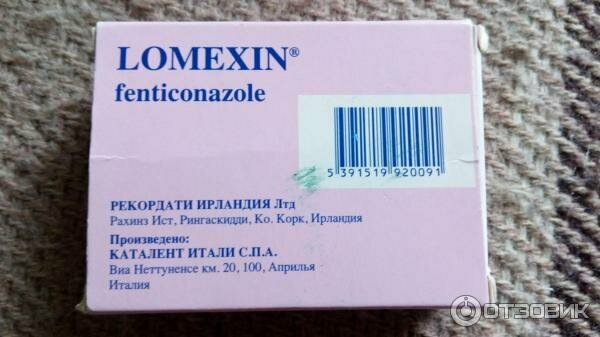 LOMEXIN®
fenticonazole
5 391519 920091
РЕКОРДАТИ ИРЛАНДИЯ Лтд
Рахинз Ист, Рингаскидди, Ко. Корк, Ирландия
Произведено:
КАТАЛЕНТ ИТАЛИ С.П.А.
Виа Неттуненсе км. 20, 100, Априлья
Италия
ОТЗОВИК